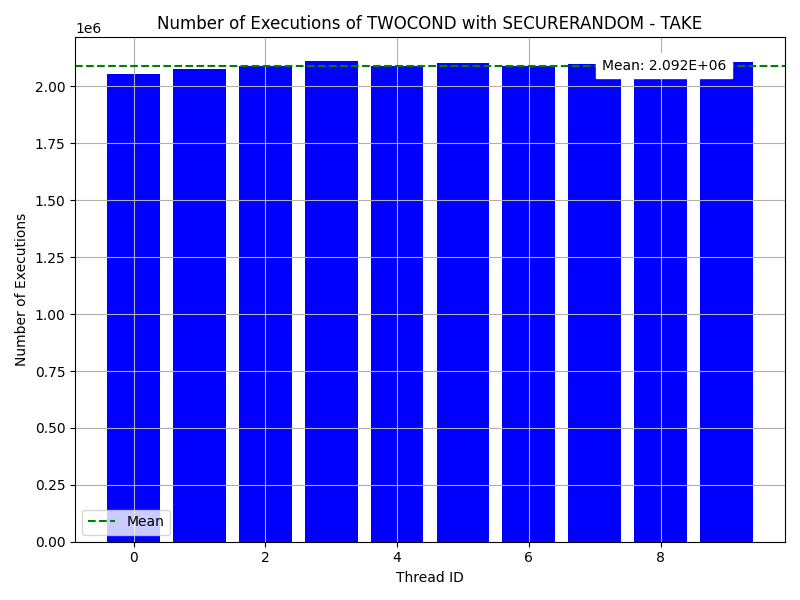 Number of Executions of TWOCOND with SECURERANDOM - TAKE
1e6
Mean: 2.092E+06
2.00
1.75
1.50
1.25
1.00
0.75
0.50
0.25
0.00
Number of Executions
Mean
0
2
4
6
8
Thread ID